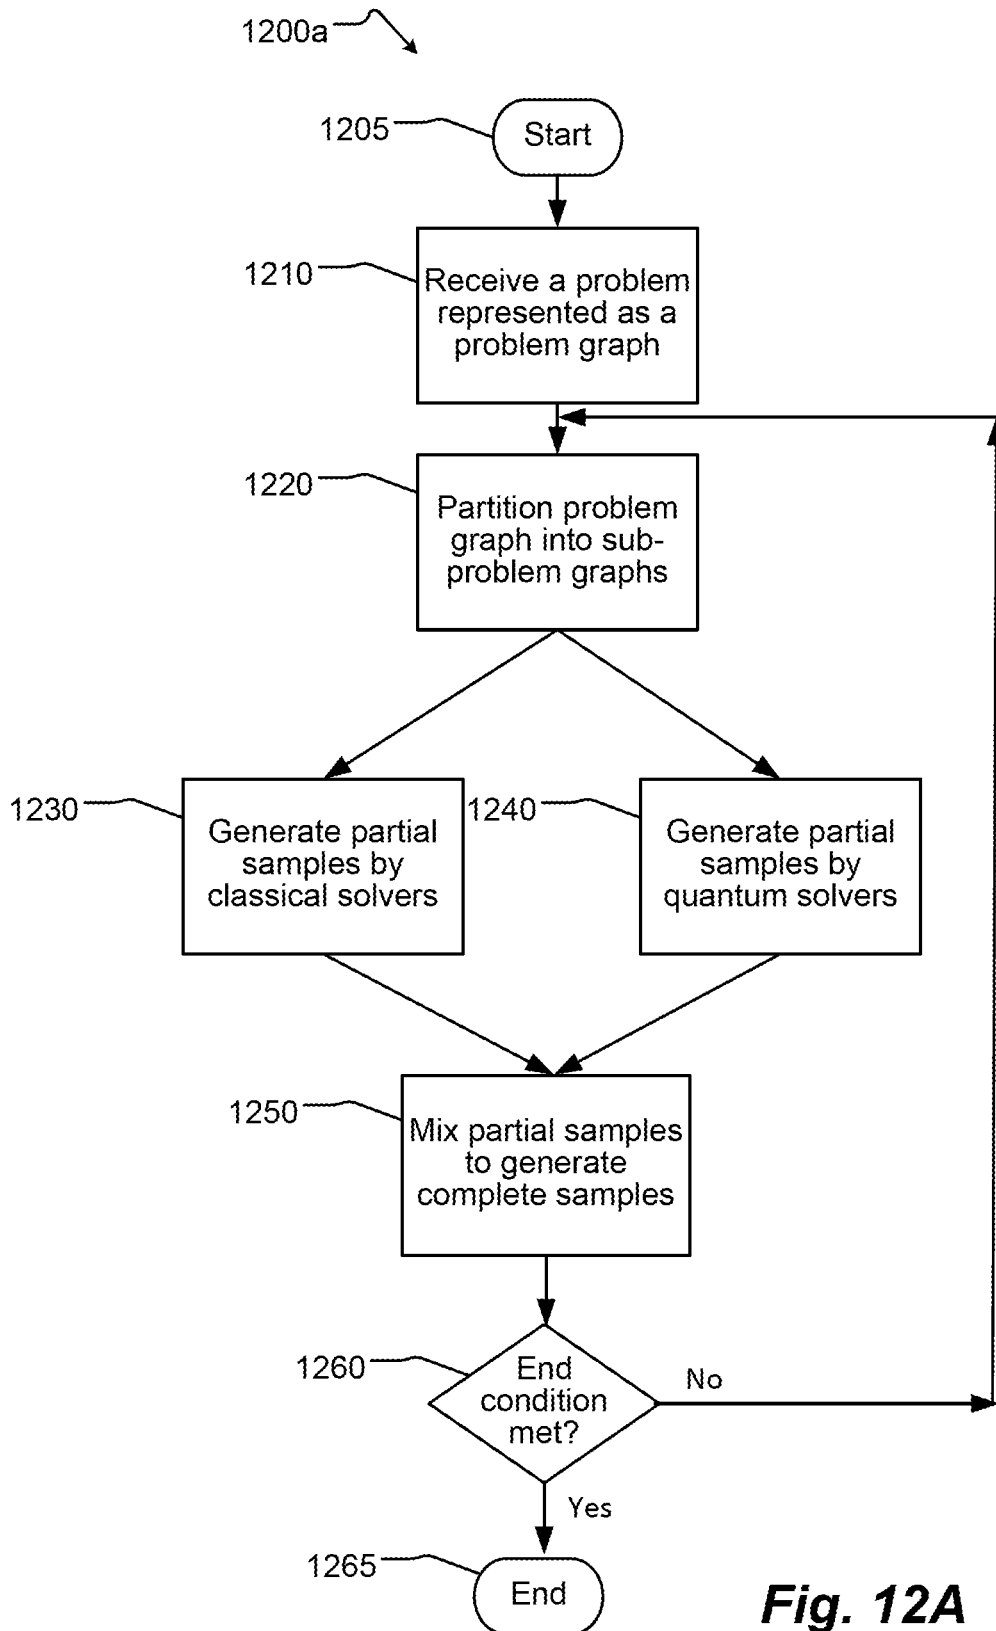 1200a
1205
Start
1210
Receive a problem
represented as a
problem graph
1220
Partition problem
graph into sub-
problem graphs
1230
Generate partial
samples by
classical solvers
1240
Generate partial
samples by
quantum solvers
1250
Mix partial samples
to generate
complete samples
1260
End
condition
met?
No
Yes
1265
End
Fig. 12A